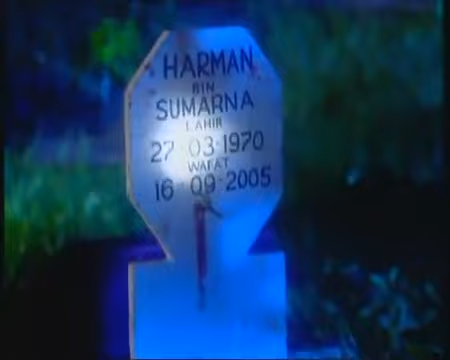 HARMAN
BIN
SUMARNA
LAHIR
27-03-1970
WAFAT
16-09-2005